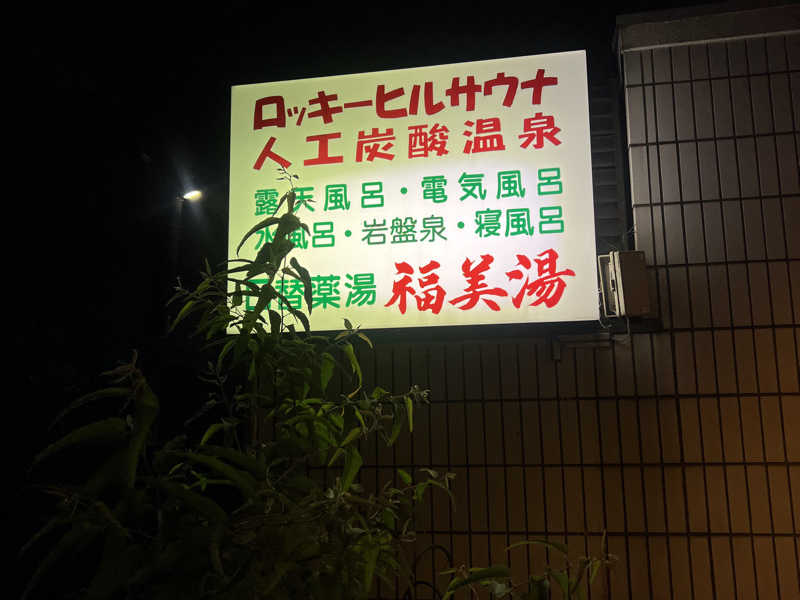 ロッキーヒルサウナ
人工炭酸温泉
露天風呂・電気風呂
水風呂・岩盤泉・寝風呂
日替薬湯 福美湯